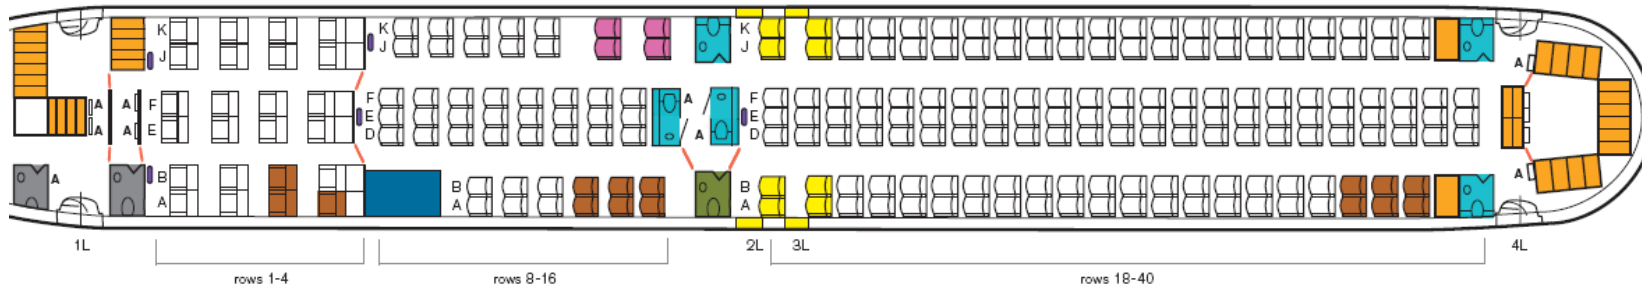 K K K
J J J A
A A F F F A
A A E E E
D D A
A B B B A
A A A
1L 2L 3L 4L
rows 1-4 rows 8-16 rows 18-40